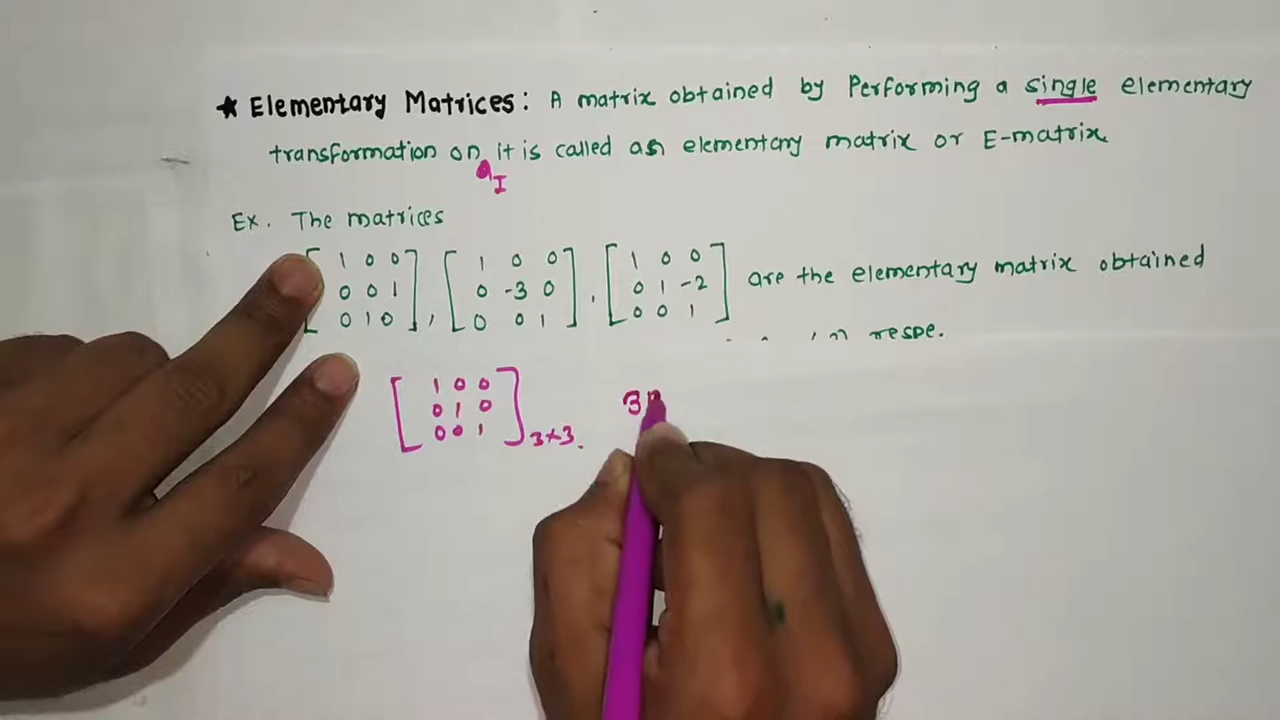 ★ Elementary Matrices: A matrix obtained by Performing a single elementary
transformation on it is called as an elementary matrix or E-matrix
I
Ex. The matrices
[1 0 0], [1 0 0], [1 0 0] are the elementary matrix obtained
[0 0 1] [0 -3 0] [0 1 -2]
[0 1 0] [0 0 1] [0 0 1]
in respe.
[1 0 0]
[0 1 0] 3
[0 0 1] 3×3.